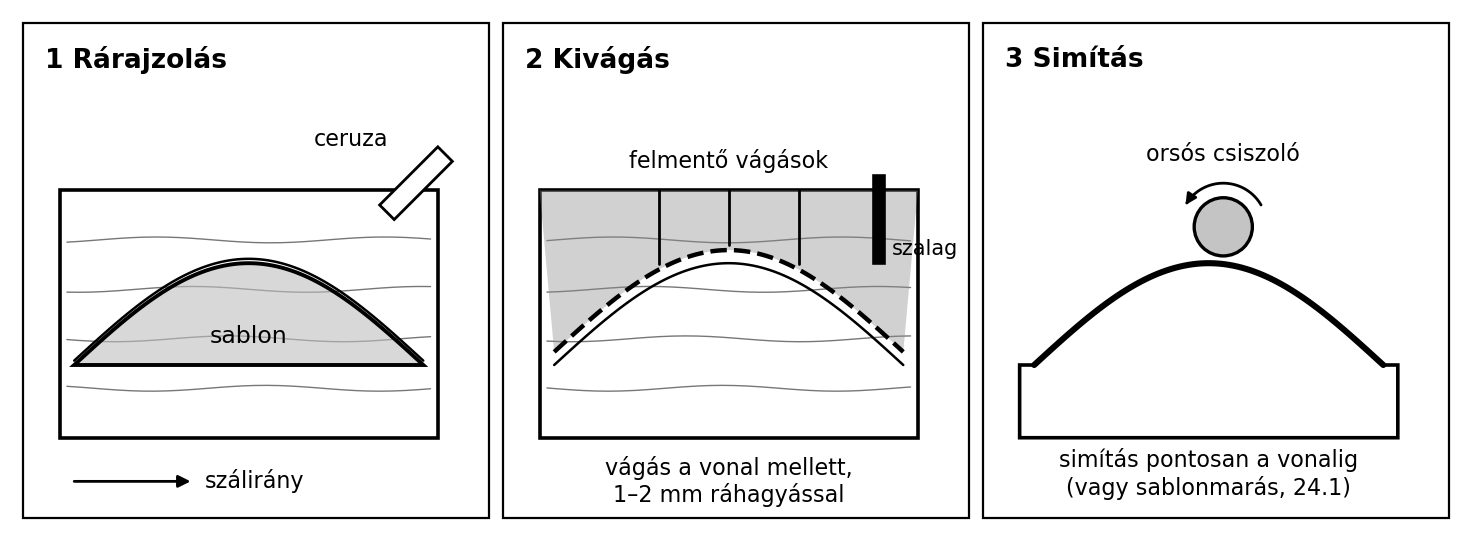 1 Rárajzolás
ceruza
sablon
szálirány
2 Kivágás
felmentő vágások
szalag
vágás a vonal mellett,
1–2 mm ráhagyással
3 Simítás
orsós csiszoló
simítás pontosan a vonalig
(vagy sablonmarás, 24.1)